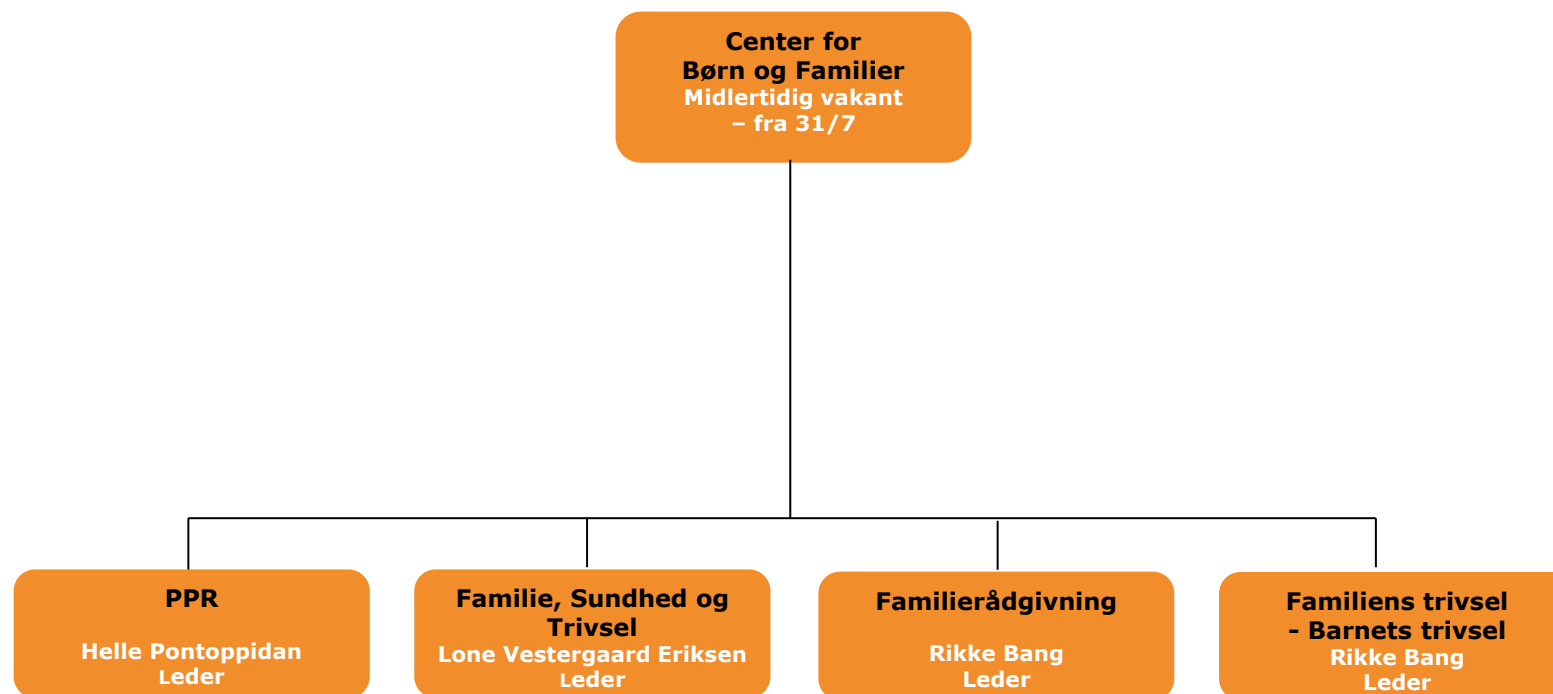 Center for
Børn og Familier
Midlertidig vakant
– fra 31/7
PPR
Helle Pontoppidan
Leder
Familie, Sundhed og
Trivsel
Lone Vestergaard Eriksen
Leder
Familierådgivning
Rikke Bang
Leder
Familiens trivsel
- Barnets trivsel
Rikke Bang
Leder